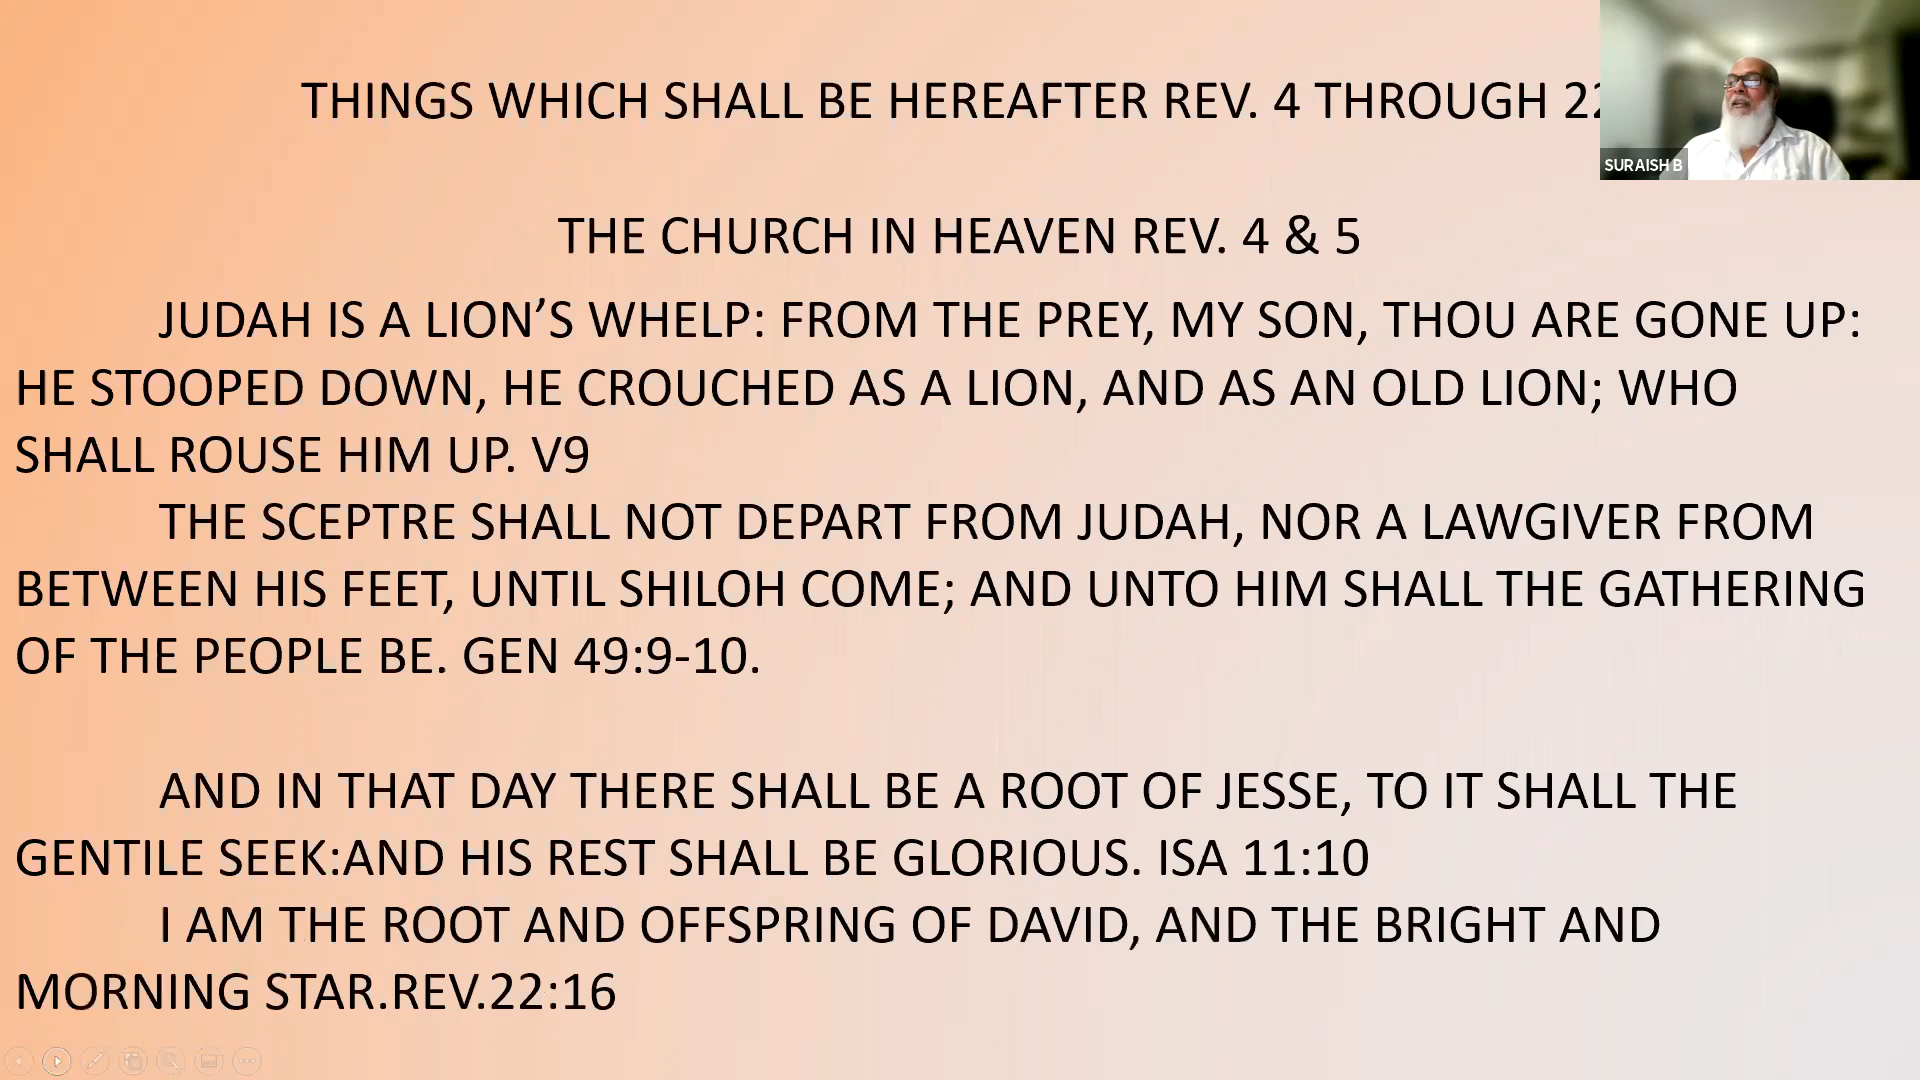 THINGS WHICH SHALL BE HEREAFTER REV. 4 THROUGH 22
SURAISH B
THE CHURCH IN HEAVEN REV. 4 & 5
JUDAH IS A LION’S WHELP: FROM THE PREY, MY SON, THOU ARE GONE UP:
HE STOOPED DOWN, HE CROUCHED AS A LION, AND AS AN OLD LION; WHO
SHALL ROUSE HIM UP. V9
THE SCEPTRE SHALL NOT DEPART FROM JUDAH, NOR A LAWGIVER FROM
BETWEEN HIS FEET, UNTIL SHILOH COME; AND UNTO HIM SHALL THE GATHERING
OF THE PEOPLE BE. GEN 49:9-10.
AND IN THAT DAY THERE SHALL BE A ROOT OF JESSE, TO IT SHALL THE
GENTILE SEEK:AND HIS REST SHALL BE GLORIOUS. ISA 11:10
I AM THE ROOT AND OFFSPRING OF DAVID, AND THE BRIGHT AND
MORNING STAR.REV.22:16